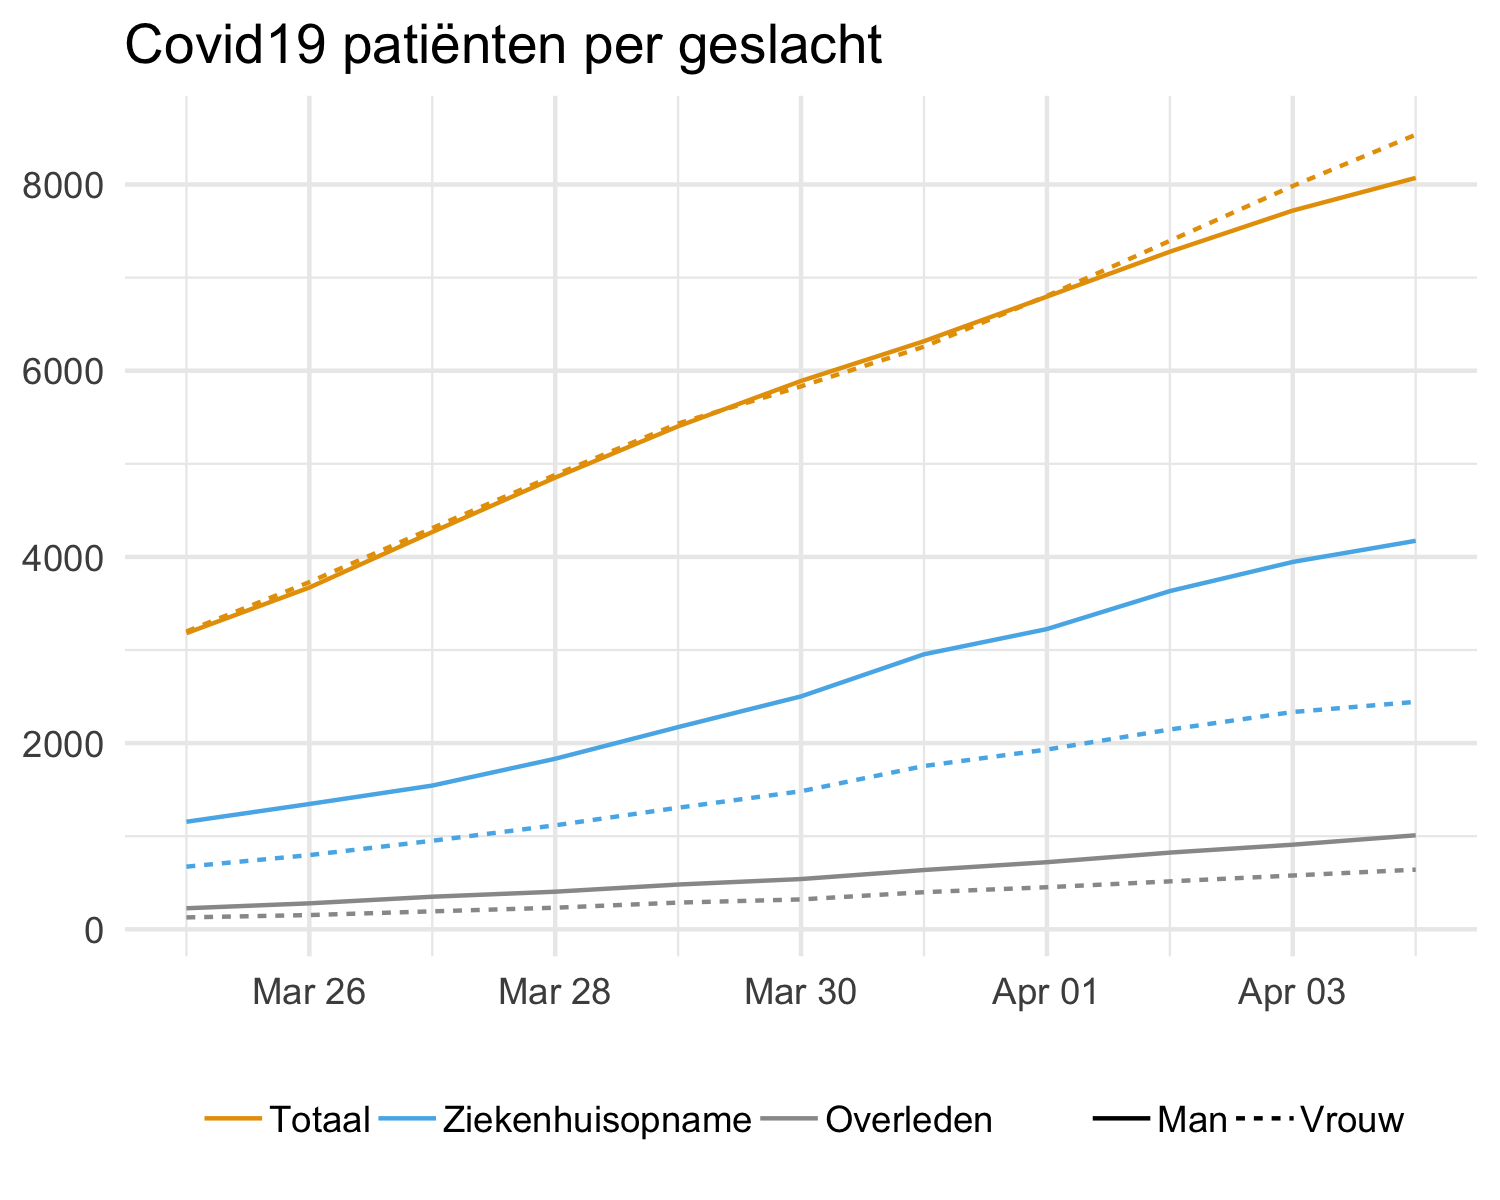 Covid19 patiënten per geslacht
8000
6000
4000
2000
0
Mar 26 Mar 28 Mar 30 Apr 01 Apr 03
Totaal Ziekenhuisopname Overleden Man Vrouw